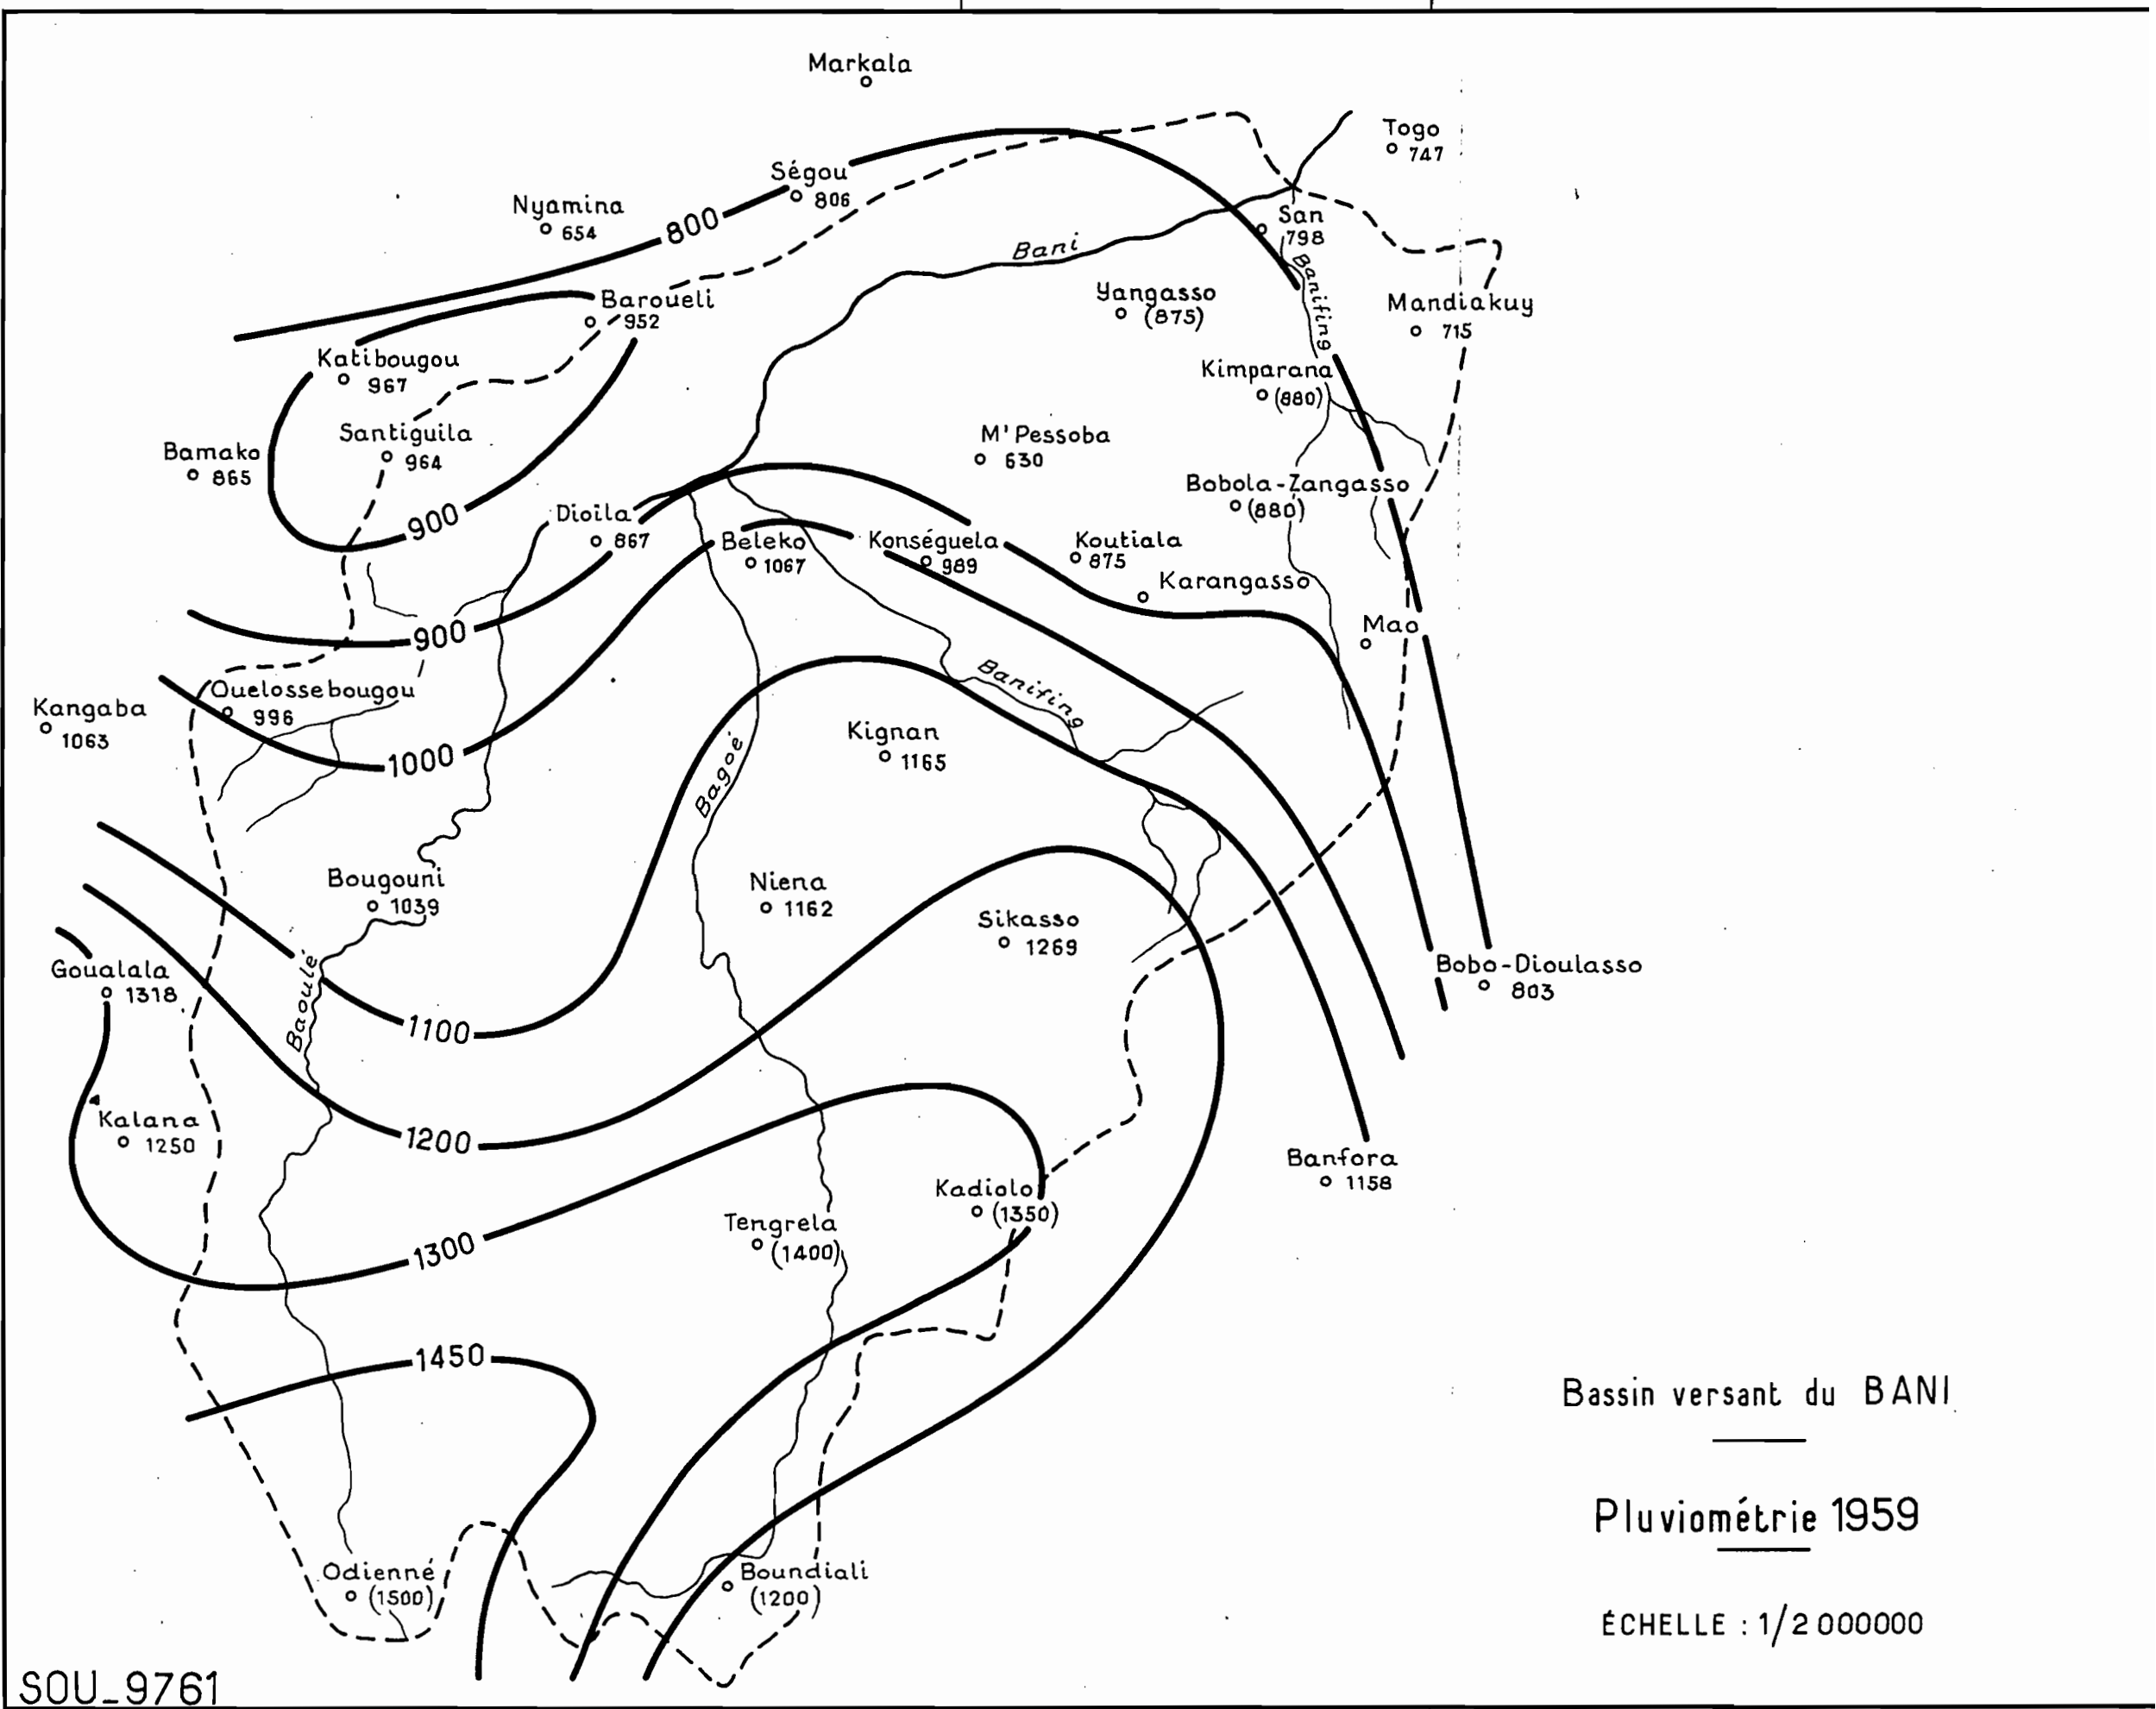 Markala
Togo
747
Ségou
806
Nyamina
654
800
San
798
Bani
Banifing
Yangasso
(875)
Mandiakuy
715
Baroueli
952
Katibougou
967
Kimparana
(880)
Santiguila
964
Bamako
865
M'Pessoba
630
Bobola-Zangasso
(880)
900
Dioila
867
Beleko
1067
Konséguela
989
Koutiala
875
Karangasso
Mao
900
Ouelossebougou
996
Kangaba
1063
Banifing
1000
Kignan
1165
Bagoé
Bougouni
1039
Niena
1162
Sikasso
1269
Goualala
1318
Bobo-Dioulasso
803
Baoulé
1100
Kalana
1250
1200
Banfora
1158
Kadiolo
(1350)
Tengrela
(1400)
1300
1450
Bassin versant du BANI
Pluviométrie 1959
Odienné
(1500)
Boundiali
(1200)
ÉCHELLE : 1/2 000000
SOU_9761